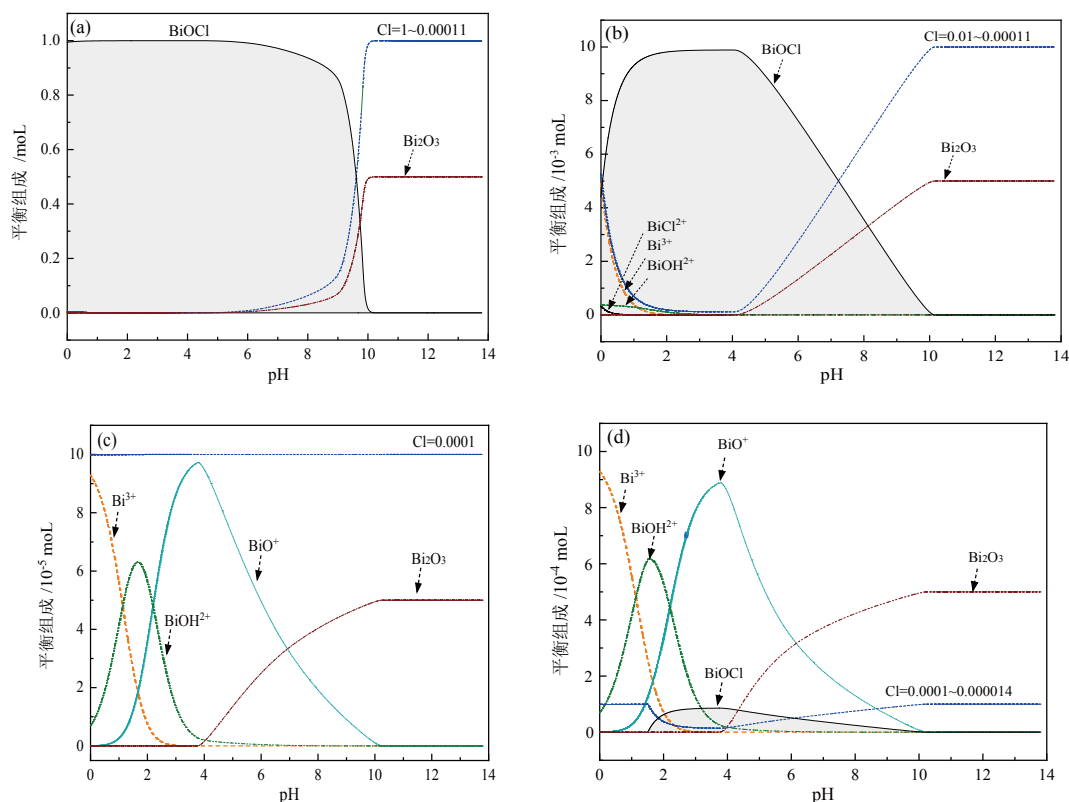 (a)
BiOCl
Cl=1~0.00011
Bi₂O₃
平衡组成 /moL
1.0
0.8
0.6
0.4
0.2
0.0
0 2 4 6 8 10 12 14
pH
(b)
Cl=0.01~0.00011
BiOCl
Bi₂O₃
BiCl²⁺
Bi³⁺
BiOH²⁺
平衡组成 /10⁻³ moL
10
8
6
4
2
0
0 2 4 6 8 10 12 14
pH
(c)
Cl=0.0001
Bi³⁺
BiO⁺
Bi₂O₃
BiOH²⁺
平衡组成 /10⁻⁵ moL
10
8
6
4
2
0
0 2 4 6 8 10 12 14
pH
(d)
BiO⁺
Bi³⁺
BiOH²⁺
Bi₂O₃
BiOCl
Cl=0.0001~0.000014
平衡组成 /10⁻⁴ moL
10
8
6
4
2
0
0 2 4 6 8 10 12 14
pH